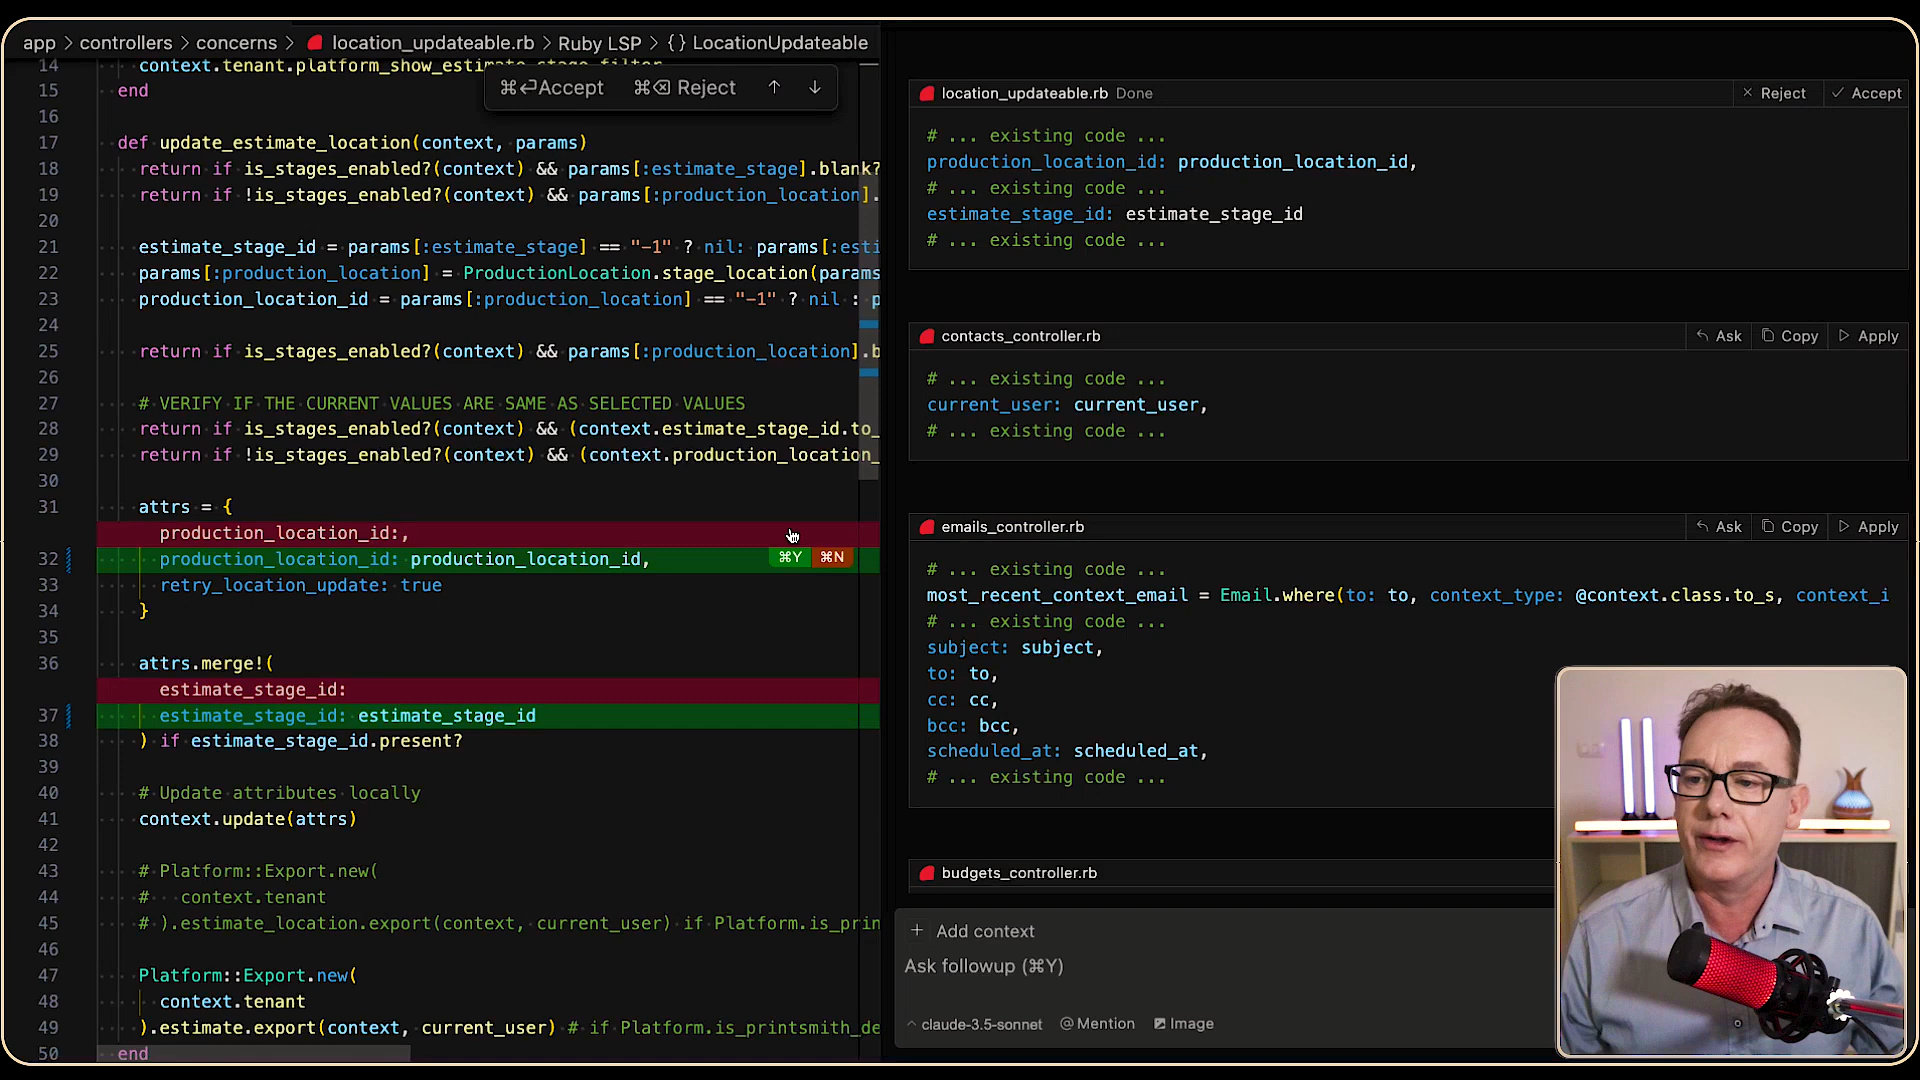 app > controllers > concerns > location_updateable.rb > Ruby LSP > {} LocationUpdateable
14 context.tenant.platform_show_estimate_stage_filter
⌘⏎Accept ⌘⌫ Reject ↑ ↓
15 end
16
17 def update_estimate_location(context, params)
18 return if is_stages_enabled?(context) && params[:estimate_stage].blank?
19 return if !is_stages_enabled?(context) && params[:production_location].
20
21 estimate_stage_id = params[:estimate_stage] == "-1" ? nil: params[:esti
22 params[:production_location] = ProductionLocation.stage_location(params
23 production_location_id = params[:production_location] == "-1" ? nil : p
24
25 return if is_stages_enabled?(context) && params[:production_location].b
26
27 # VERIFY IF THE CURRENT VALUES ARE SAME AS SELECTED VALUES
28 return if is_stages_enabled?(context) && (context.estimate_stage_id.to_
29 return if !is_stages_enabled?(context) && (context.production_location_
30
31 attrs = {
production_location_id:,
32 production_location_id: production_location_id, ⌘Y ⌘N
33 retry_location_update: true
34 }
35
36 attrs.merge!(
estimate_stage_id:
37 estimate_stage_id: estimate_stage_id
38 ) if estimate_stage_id.present?
39
40 # Update attributes locally
41 context.update(attrs)
42
43 # Platform::Export.new(
44 # context.tenant
45 # ).estimate_location.export(context, current_user) if Platform.is_prin
46
47 Platform::Export.new(
48 context.tenant
49 ).estimate.export(context, current_user) # if Platform.is_printsmith_de
50 end
location_updateable.rb Done × Reject ✓ Accept
# ... existing code ...
production_location_id: production_location_id,
# ... existing code ...
estimate_stage_id: estimate_stage_id
# ... existing code ...
contacts_controller.rb Ask Copy Apply
# ... existing code ...
current_user: current_user,
# ... existing code ...
emails_controller.rb Ask Copy Apply
# ... existing code ...
most_recent_context_email = Email.where(to: to, context_type: @context.class.to_s, context_i
# ... existing code ...
subject: subject,
to: to,
cc: cc,
bcc: bcc,
scheduled_at: scheduled_at,
# ... existing code ...
budgets_controller.rb
+ Add context
Ask followup (⌘Y)
^ claude-3.5-sonnet @ Mention Image